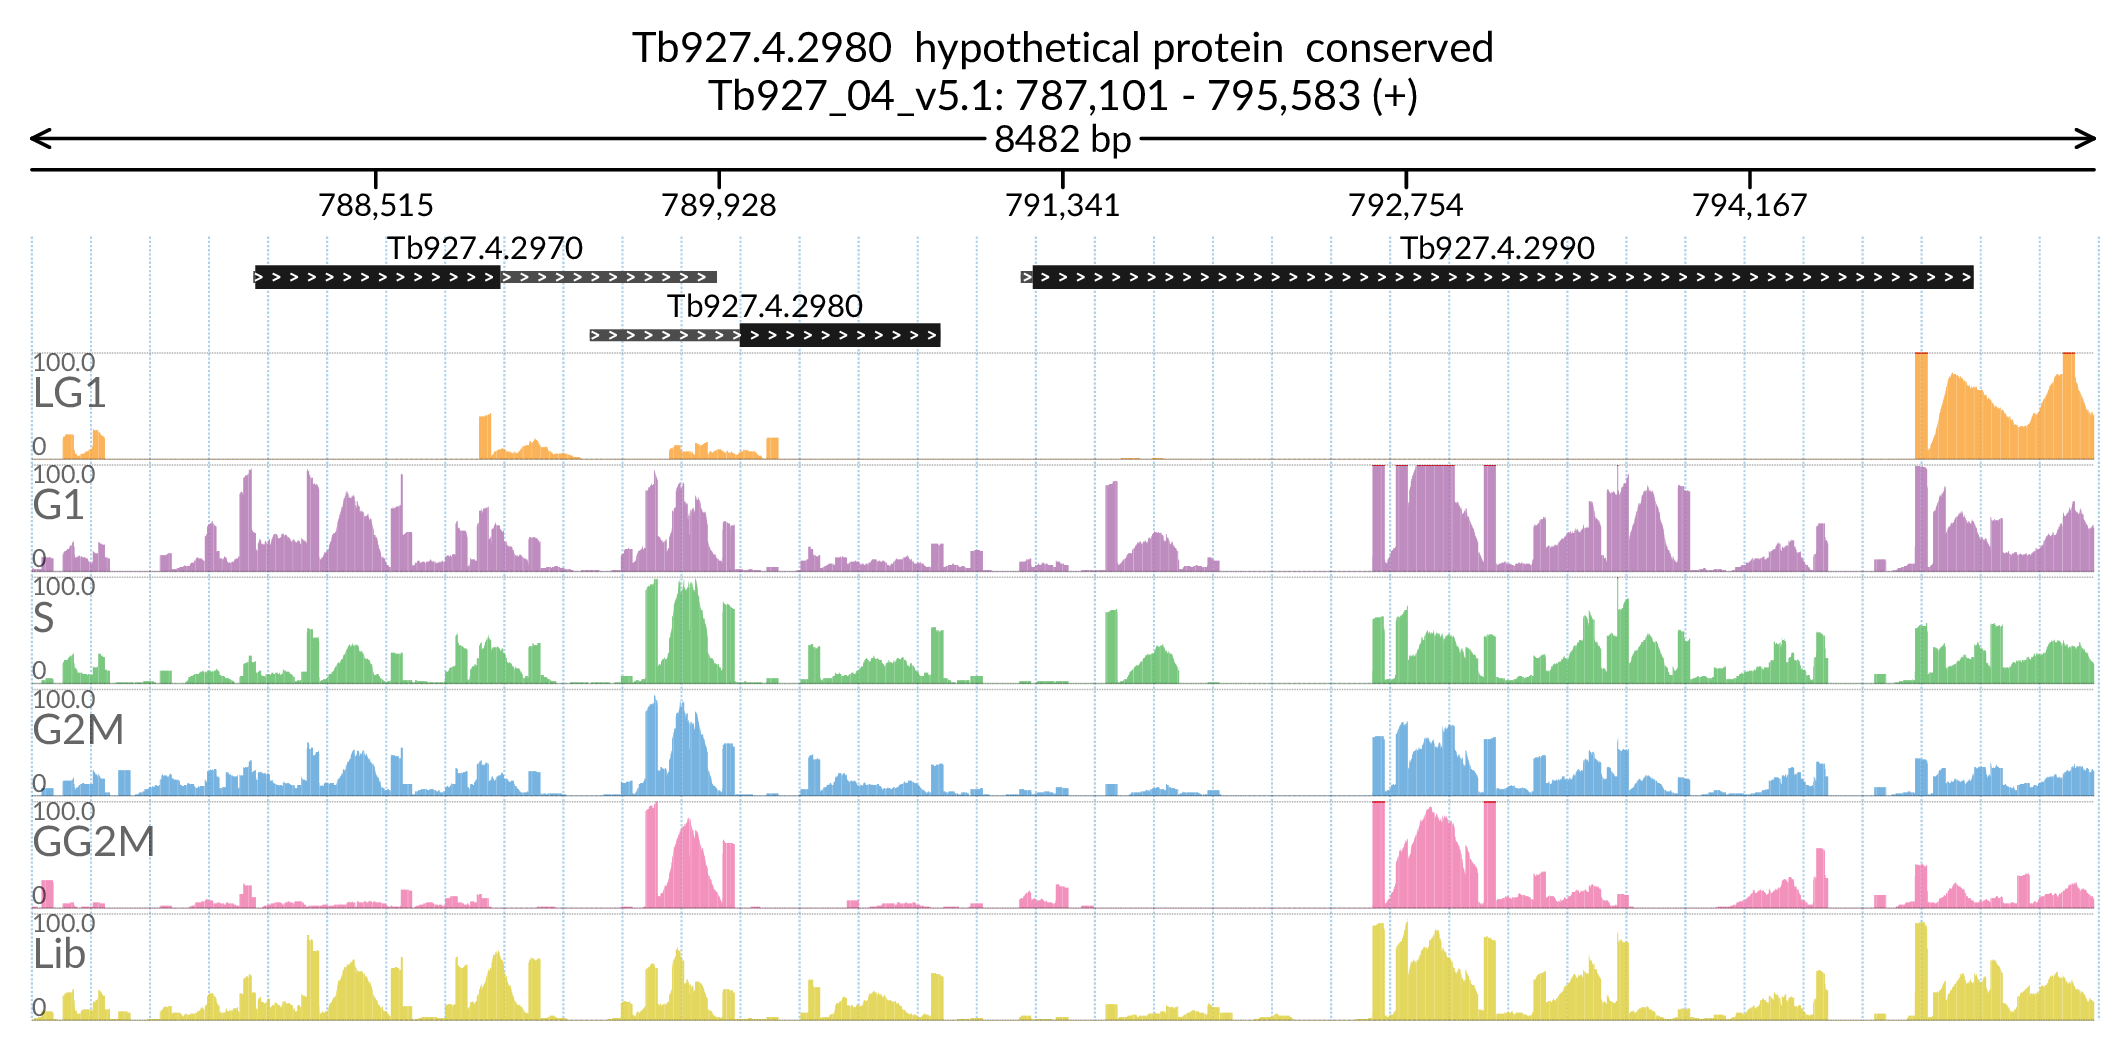 Tb927.4.2980  hypothetical protein  conserved
Tb927_04_v5.1: 787,101 - 795,583 (+)
8482 bp
788,515 789,928 791,341 792,754 794,167
Tb927.4.2970 Tb927.4.2990
Tb927.4.2980
100.0
LG1
0
100.0
G1
0
100.0
S
0
100.0
G2M
0
100.0
GG2M
0
100.0
Lib
0